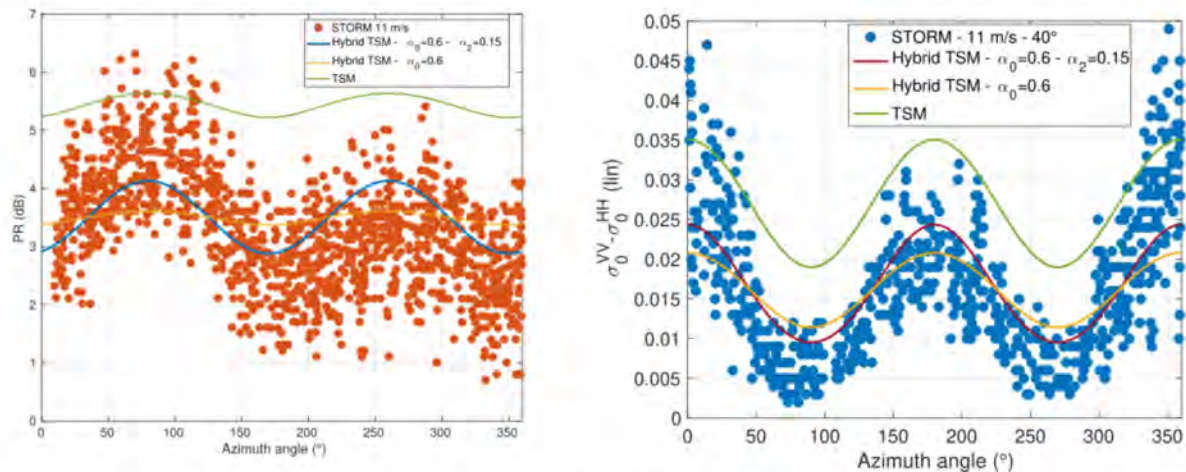 STORM 11 m/s
Hybrid TSM - α0=0.6 - α2=0.15
Hybrid TSM - α0=0.6
TSM
7
6
5
4
3
2
1
0
PR (dB)
0 50 100 150 200 250 300 350
Azimuth angle (°)
0.05
0.045
0.04
0.035
0.03
0.025
0.02
0.015
0.01
0.005
0
σ0VV-σ0HH (lin)
STORM - 11 m/s - 40°
Hybrid TSM - α0=0.6 - α2=0.15
Hybrid TSM - α0=0.6
TSM
0 50 100 150 200 250 300 350
Azimuth angle (°)